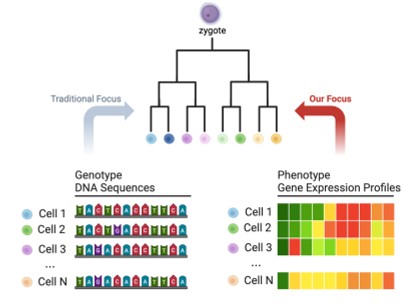 zygote
Traditional Focus
Our Focus
Genotype
DNA Sequences
Phenotype
Gene Expression Profiles
Cell 1
Cell 2
Cell 3
...
Cell N
Cell 1
Cell 2
Cell 3
...
Cell N